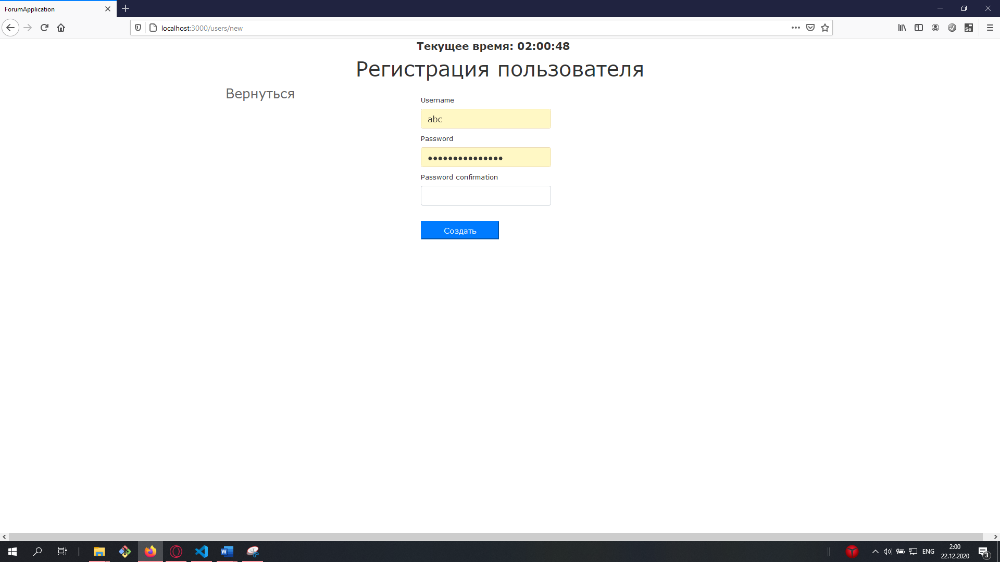 ForumApplication
localhost:3000/users/new
Se
Текущее время: 02:00:48
Регистрация пользователя
Вернуться
Username
abc
Password
Password confirmation
Создать
ENG
2:00
22.12.2020
3